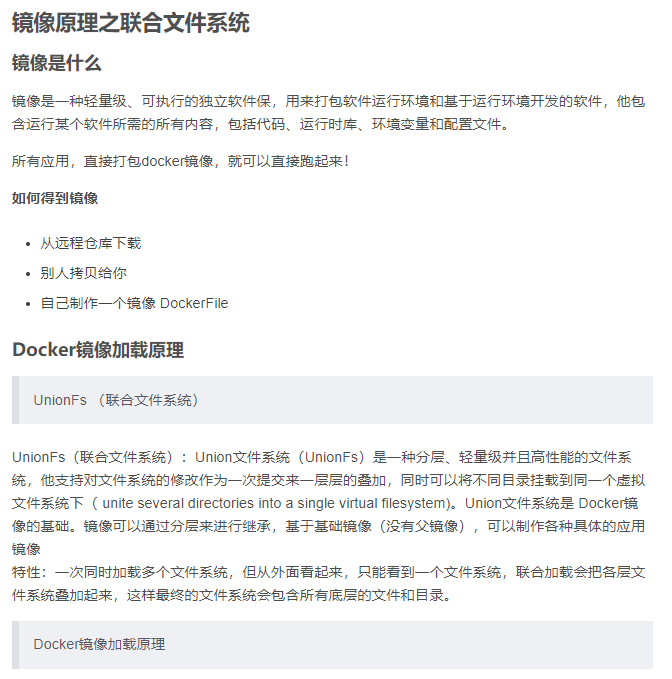 镜像原理之联合文件系统
镜像是什么
镜像是一种轻量级、可执行的独立软件保，用来打包软件运行环境和基于运行环境开发的软件，他包
含运行某个软件所需的所有内容，包括代码、运行时库、环境变量和配置文件。
所有应用，直接打包docker镜像，就可以直接跑起来！
如何得到镜像
• 从远程仓库下载
• 别人拷贝给你
• 自己制作一个镜像 DockerFile
Docker镜像加载原理
UnionFs （联合文件系统）
UnionFs（联合文件系统）：Union文件系统（UnionFs）是一种分层、轻量级并且高性能的文件系
统，他支持对文件系统的修改作为一次提交来一层层的叠加，同时可以将不同目录挂载到同一个虚拟
文件系统下（ unite several directories into a single virtual filesystem)。Union文件系统是 Docker镜
像的基础。镜像可以通过分层来进行继承，基于基础镜像（没有父镜像），可以制作各种具体的应用
镜像
特性：一次同时加载多个文件系统，但从外面看起来，只能看到一个文件系统，联合加载会把各层文
件系统叠加起来，这样最终的文件系统会包含所有底层的文件和目录。
Docker镜像加载原理